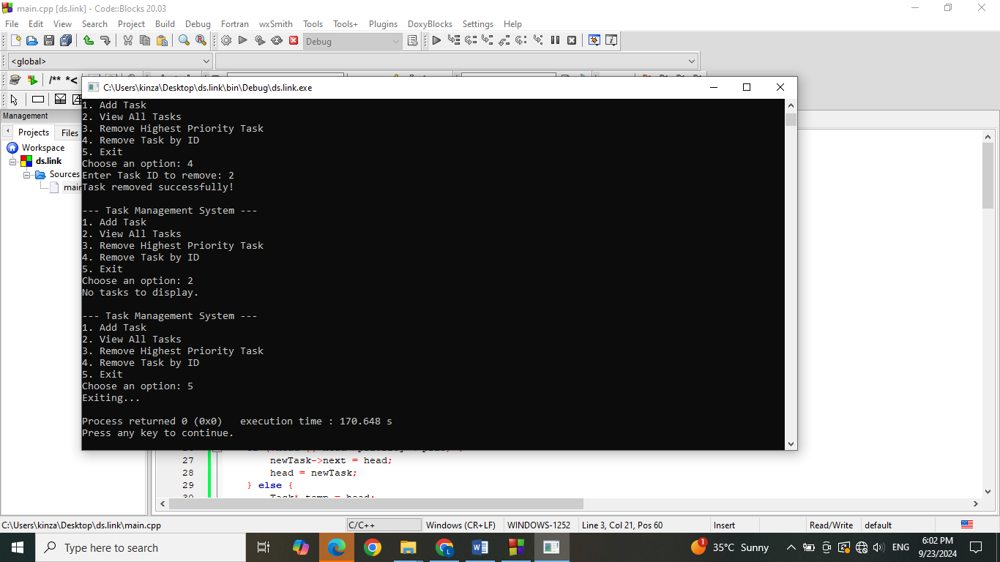 main.cpp [ds.link] - Code::Blocks 20.03
File Edit View Search Project Build Debug Fortran wxSmith Tools Tools+ Plugins DoxyBlocks Settings Help
Debug
<global>
/** *<
C:\Users\kinza\Desktop\ds.link\bin\Debug\ds.link.exe
Management
Projects Files
Workspace
ds.link
Sources
1. Add Task
2. View All Tasks
3. Remove Highest Priority Task
4. Remove Task by ID
5. Exit
Choose an option: 4
Enter Task ID to remove: 2
Task removed successfully!
--- Task Management System ---
1. Add Task
2. View All Tasks
3. Remove Highest Priority Task
4. Remove Task by ID
5. Exit
Choose an option: 2
No tasks to display.
--- Task Management System ---
1. Add Task
2. View All Tasks
3. Remove Highest Priority Task
4. Remove Task by ID
5. Exit
Choose an option: 5
Exiting...
Process returned 0 (0x0)   execution time : 170.648 s
Press any key to continue.
27 newTask->next = head;
28 head = newTask;
29 } else {
30 Task* temp = head;
C:\Users\kinza\Desktop\ds.link\main.cpp C/C++ Windows (CR+LF) WINDOWS-1252 Line 3, Col 21, Pos 60 Insert Read/Write default
Type here to search
1 35°C Sunny ENG 6:02 PM
9/23/2024